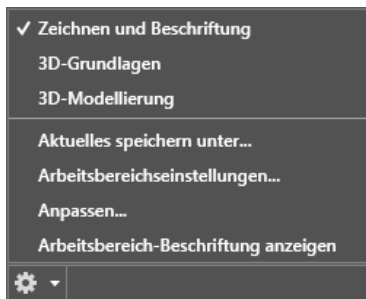 Zeichnen und Beschriftung
3D-Grundlagen
3D-Modellierung
Aktuelles speichern unter...
Arbeitsbereichseinstellungen...
Anpassen...
Arbeitsbereich-Beschriftung anzeigen